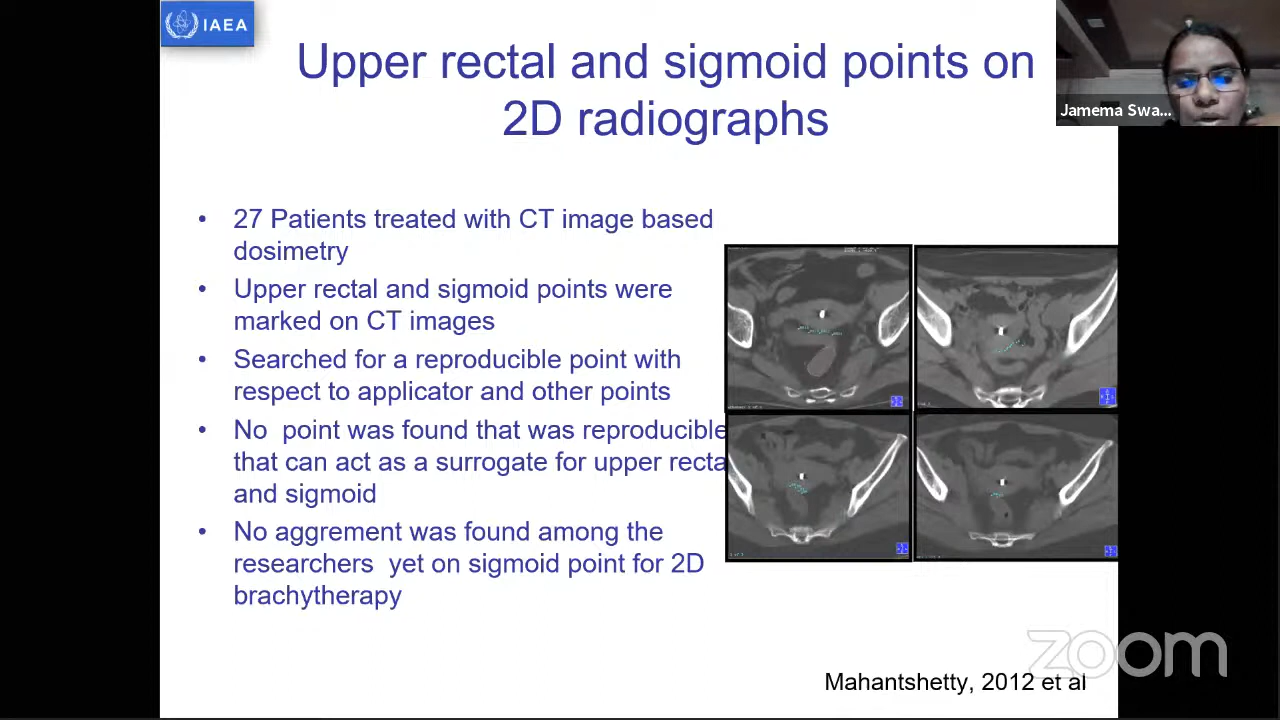 IAEA
Upper rectal and sigmoid points on
2D radiographs
Jamema Swa...
• 27 Patients treated with CT image based
dosimetry
• Upper rectal and sigmoid points were
marked on CT images
• Searched for a reproducible point with
respect to applicator and other points
• No point was found that was reproducible
that can act as a surrogate for upper recta
and sigmoid
• No aggrement was found among the
researchers yet on sigmoid point for 2D
brachytherapy
zoom
Mahantshetty, 2012 et al